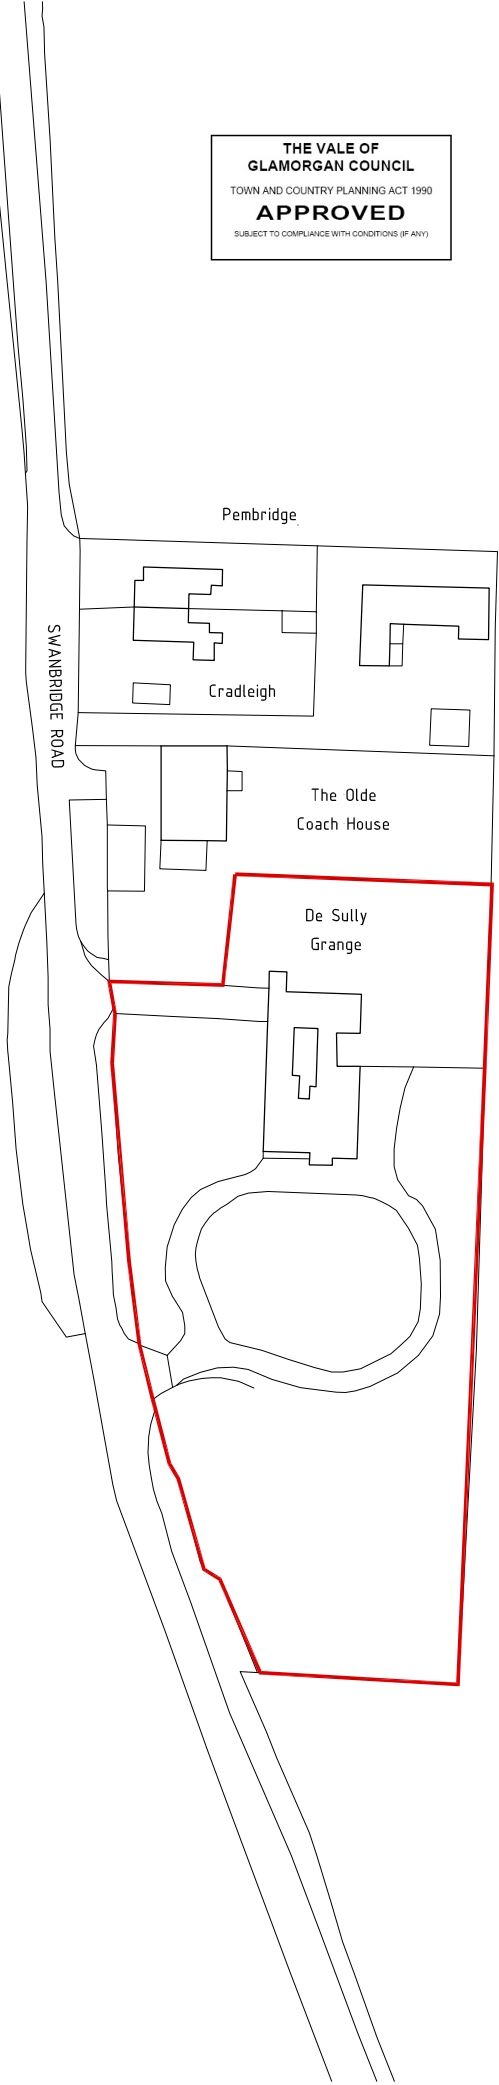 THE VALE OF
GLAMORGAN COUNCIL
TOWN AND COUNTRY PLANNING ACT 1990
APPROVED
SUBJECT TO COMPLIANCE WITH CONDITIONS (IF ANY)
Pembridge
SWANBRIDGE ROAD
Cradleigh
The Olde
Coach House
De Sully
Grange